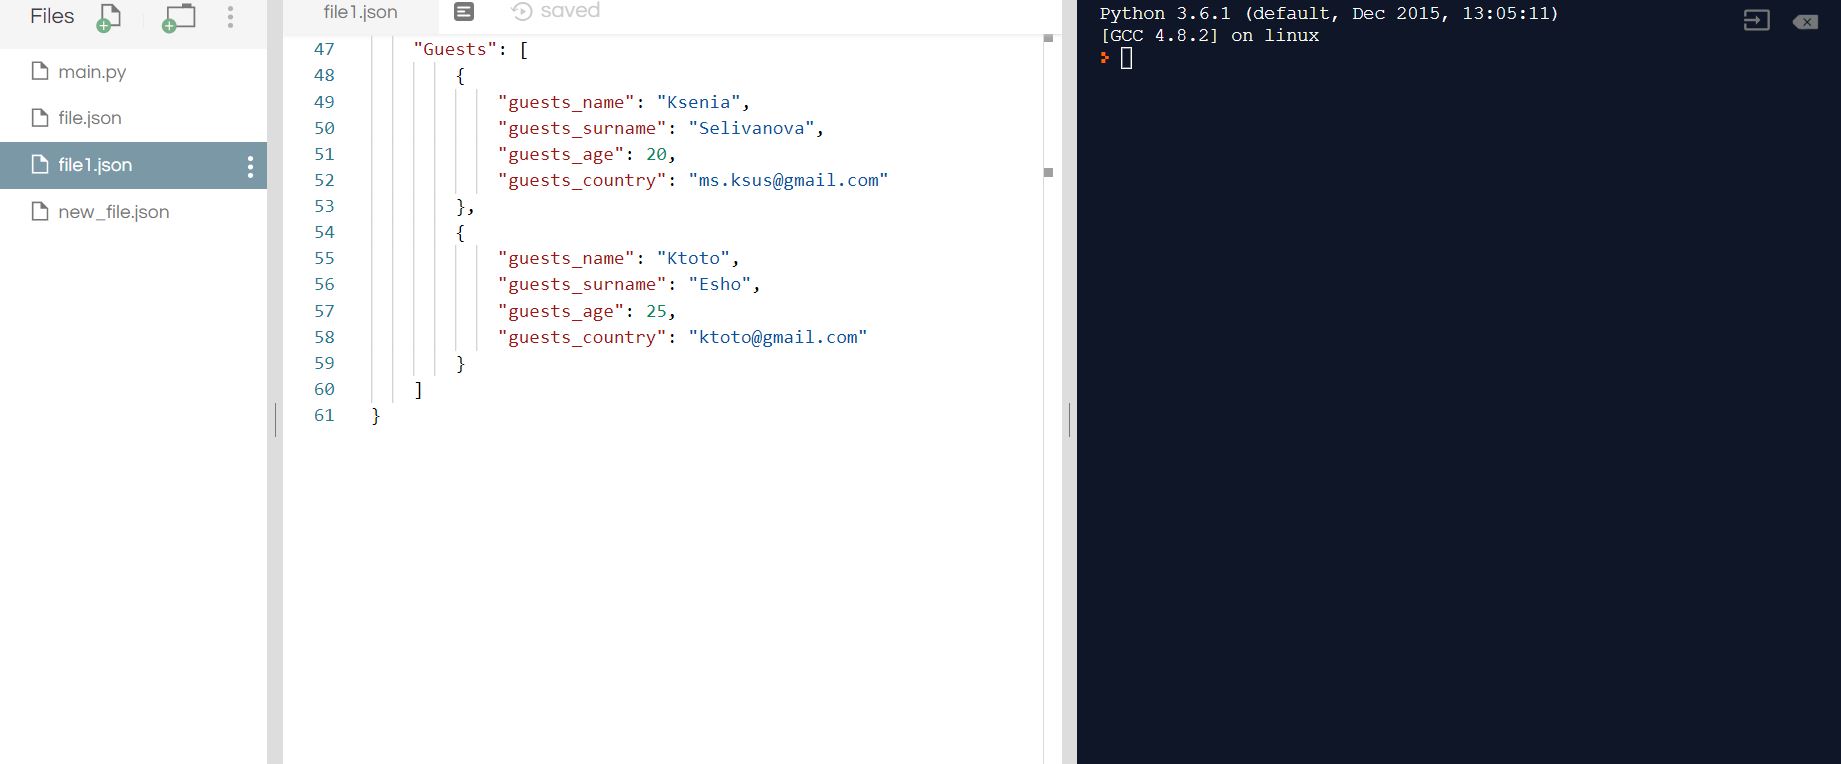 Files
main.py
file.json
file1.json
new_file.json
file1.json saved
47 "Guests": [
48 {
49 "guests_name": "Ksenia",
50 "guests_surname": "Selivanova",
51 "guests_age": 20,
52 "guests_country": "ms.ksus@gmail.com"
53 },
54 {
55 "guests_name": "Ktoto",
56 "guests_surname": "Esho",
57 "guests_age": 25,
58 "guests_country": "ktoto@gmail.com"
59 }
60 ]
61 }
Python 3.6.1 (default, Dec 2015, 13:05:11)
[GCC 4.8.2] on linux